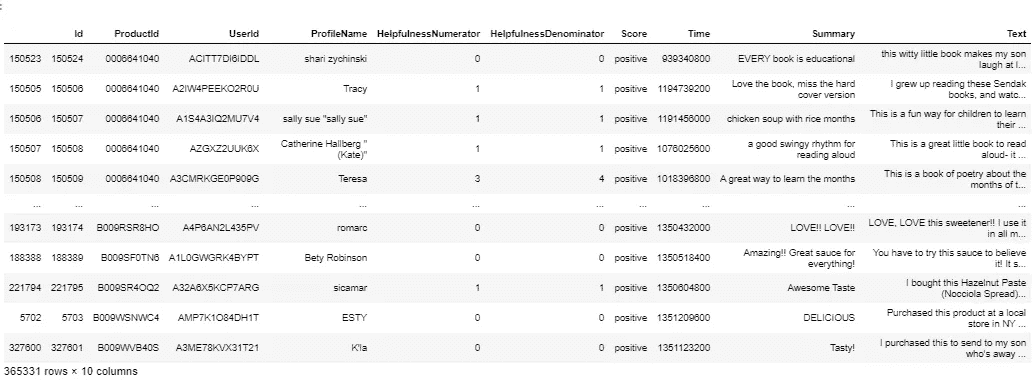 :
Id ProductId UserId ProfileName HelpfulnessNumerator HelpfulnessDenominator Score Time Summary Text
150523 150524 0006641040 ACITT7DI6IDDL shari zychinski 0 0 positive 939340800 EVERY book is educational this witty little book makes my son
laugh at l...
150505 150506 0006641040 A2IW4PEEKO2R0U Tracy 1 1 positive 1194739200 Love the book, miss the hard I grew up reading these Sendak
cover version books, and watc...
150506 150507 0006641040 A1S4A3IQ2MU7V4 sally sue "sally sue" 1 1 positive 1191456000 chicken soup with rice months This is a fun way for children to learn
their ...
150507 150508 0006641040 AZGXZ2UUK6X Catherine Hallberg " 1 1 positive 1076025600 a good swingy rhythm for This is a great little book to read
(Kate)" reading aloud aloud- it ...
150508 150509 0006641040 A3CMRKGE0P909G Teresa 3 4 positive 1018396800 A great way to learn the months This is a book of poetry about the
months of t...
... ... ... ... ... ... ... ... ... ... ...
193173 193174 B009RSR8HO A4P6AN2L435PV romarc 0 0 positive 1350432000 LOVE!! LOVE!! LOVE, LOVE this sweetener!! I use it
in all m...
188388 188389 B009SF0TN6 A1L0GWGRK4BYPT Bety Robinson 0 0 positive 1350518400 Amazing!! Great sauce for You have to try this sauce to believe
everything! it! It s...
221794 221795 B009SR4OQ2 A32A6X5KCP7ARG sicamar 1 1 positive 1350604800 Awesome Taste I bought this Hazelnut Paste
(Nocciola Spread)...
5702 5703 B009WSNWC4 AMP7K1O84DH1T ESTY 0 0 positive 1351209600 DELICIOUS Purchased this product at a local
store in NY ...
327600 327601 B009WVB40S A3ME78KVX31T21 K'la 0 0 positive 1351123200 Tasty! I purchased this to send to my son
who's away ...
365331 rows × 10 columns